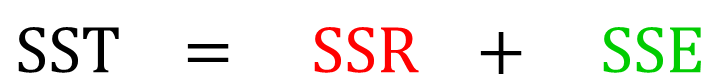 SST = SSR + SSE